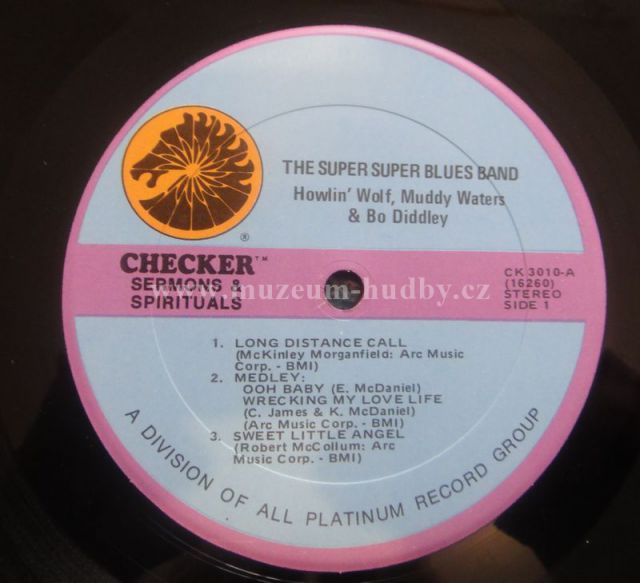 THE SUPER SUPER BLUES BAND
Howlin' Wolf, Muddy Waters
& Bo Diddley
®
CHECKER™
SERMONS &
SPIRITUALS
www.muzeum-hudby.cz
CK 3010-A
(16260)
STEREO
SIDE 1
1. LONG DISTANCE CALL
(McKinley Morganfield: Arc Music
Corp. - BMI)
2. MEDLEY:
OOH BABY (E. McDaniel)
WRECKING MY LOVE LIFE
(C. James & K. McDaniel)
(Arc Music Corp. - BMI)
3. SWEET LITTLE ANGEL
(Robert McCollum: Arc
Music Corp. - BMI)
A DIVISION OF ALL PLATINUM RECORD GROUP